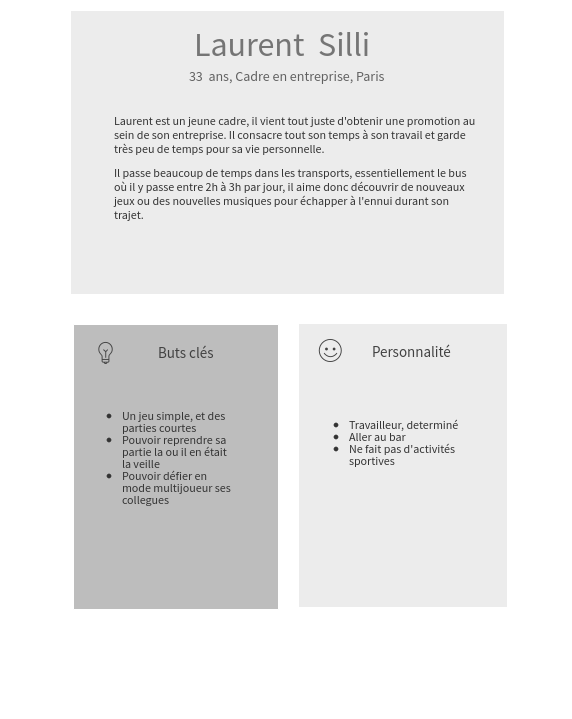 Laurent Silli
33 ans, Cadre en entreprise, Paris
Laurent est un jeune cadre, il vient tout juste d'obtenir une promotion au
sein de son entreprise. Il consacre tout son temps à son travail et garde
très peu de temps pour sa vie personnelle.
Il passe beaucoup de temps dans les transports, essentiellement le bus
où il y passe entre 2h à 3h par jour, il aime donc découvrir de nouveaux
jeux ou des nouvelles musiques pour échapper à l'ennui durant son
trajet.
Buts clés
● Un jeu simple, et des
parties courtes
● Pouvoir reprendre sa
partie la ou il en était
la veille
● Pouvoir défier en
mode multijoueur ses
collegues
Personnalité
● Travailleur, determiné
● Aller au bar
● Ne fait pas d'activités
sportives